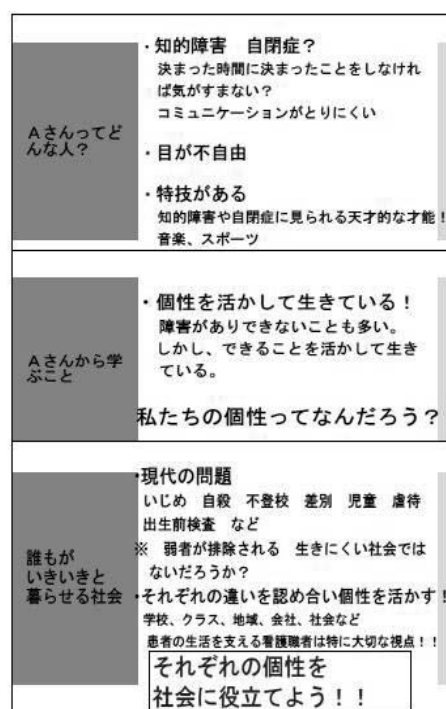 Aさんってど
んな人？
・知的障害　自閉症？
決まった時間に決まったことをしなけれ
ば気がすまない？
コミュニケーションがとりにくい
・目が不自由
・特技がある
知的障害や自閉症に見られる天才的な才能！
音楽、スポーツ
Aさんから学
ぶこと
・個性を活かして生きている！
障害がありできないことも多い。
しかし、できることを活かして生き
ている。
私たちの個性ってなんだろう？
誰もが
いきいきと
暮らせる社会
・現代の問題
いじめ　自殺　不登校　差別　児童　虐待
出生前検査　など
※　弱者が排除される　生きにくい社会では
ないだろうか？
・それぞれの違いを認め合い個性を活かす！
学校、クラス、地域、会社、社会など
患者の生活を支える看護職者は特に大切な視点！！
それぞれの個性を
社会に役立てよう！！